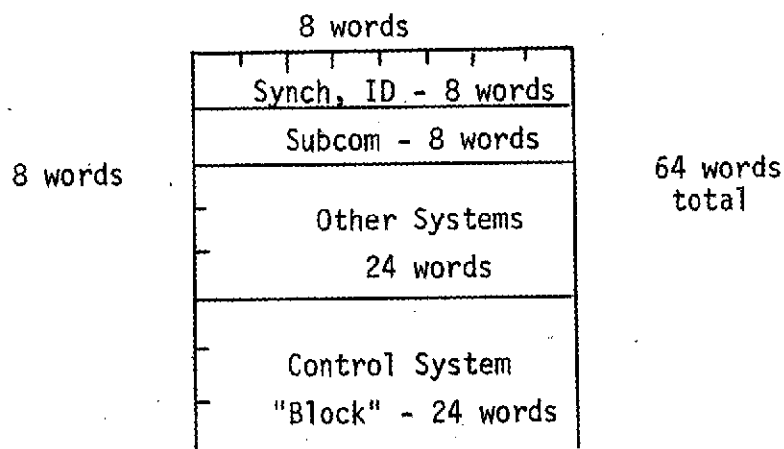 8 words
Synch, ID - 8 words
Subcom - 8 words
8 words
64 words
total
Other Systems
24 words
Control System
"Block" - 24 words